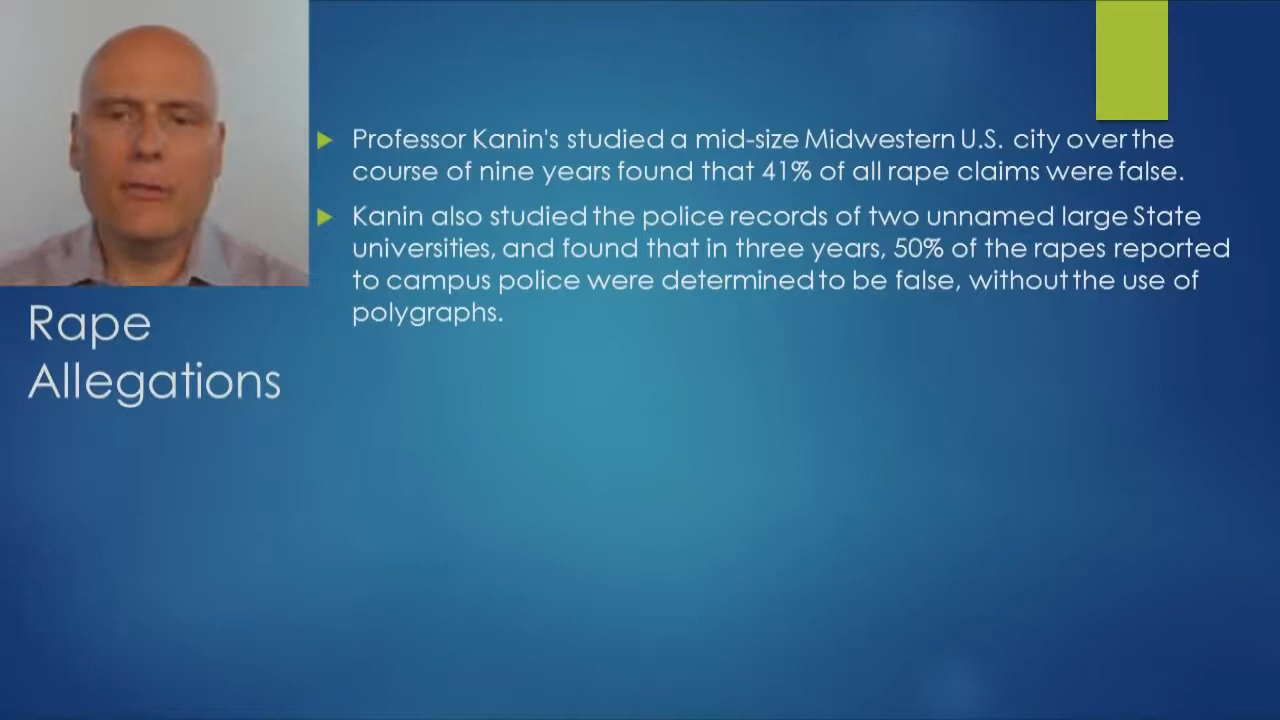 Professor Kanin's studied a mid-size Midwestern U.S. city over the
course of nine years found that 41% of all rape claims were false.
Kanin also studied the police records of two unnamed large State
universities, and found that in three years, 50% of the rapes reported
to campus police were determined to be false, without the use of
polygraphs.
Rape
Allegations